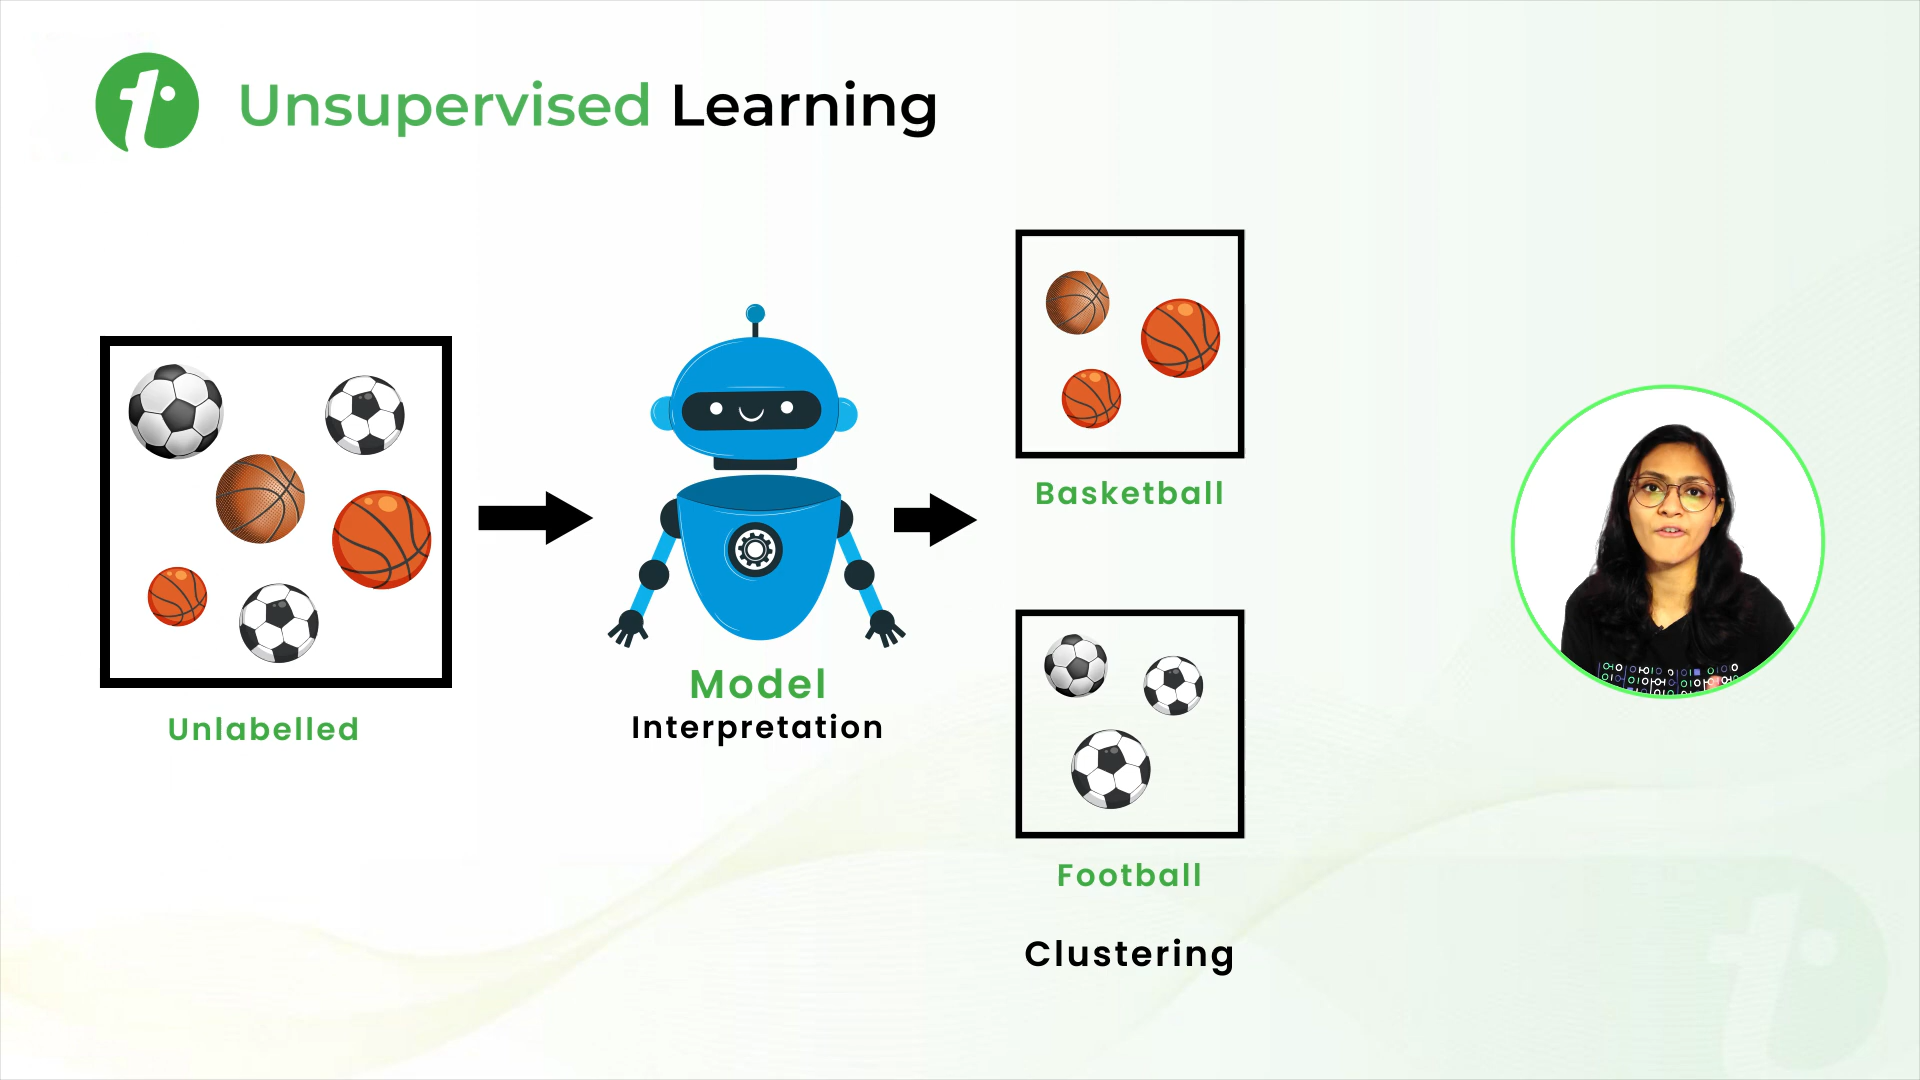 Unsupervised Learning
Unlabelled
Model
Interpretation
Basketball
Football
Clustering